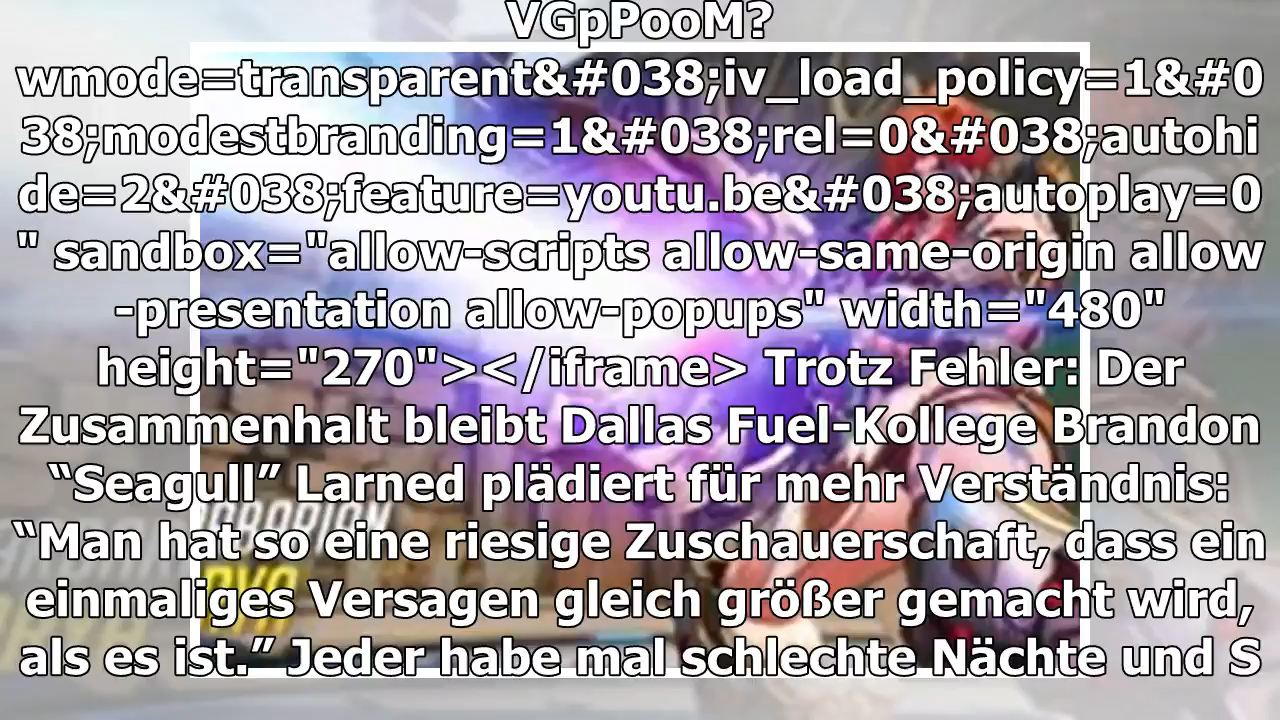 VGpPooM?
wmode=transparent&#038;iv_load_policy=1&#0
38;modestbranding=1&#038;rel=0&#038;autohi
de=2&#038;feature=youtu.be&#038;autoplay=0
" sandbox="allow-scripts allow-same-origin allow
-presentation allow-popups" width="480"
height="270"></iframe> Trotz Fehler: Der
Zusammenhalt bleibt Dallas Fuel-Kollege Brandon
“Seagull” Larned plädiert für mehr Verständnis:
“Man hat so eine riesige Zuschauerschaft, dass ein
einmaliges Versagen gleich größer gemacht wird,
als es ist.” Jeder habe mal schlechte Nächte und S